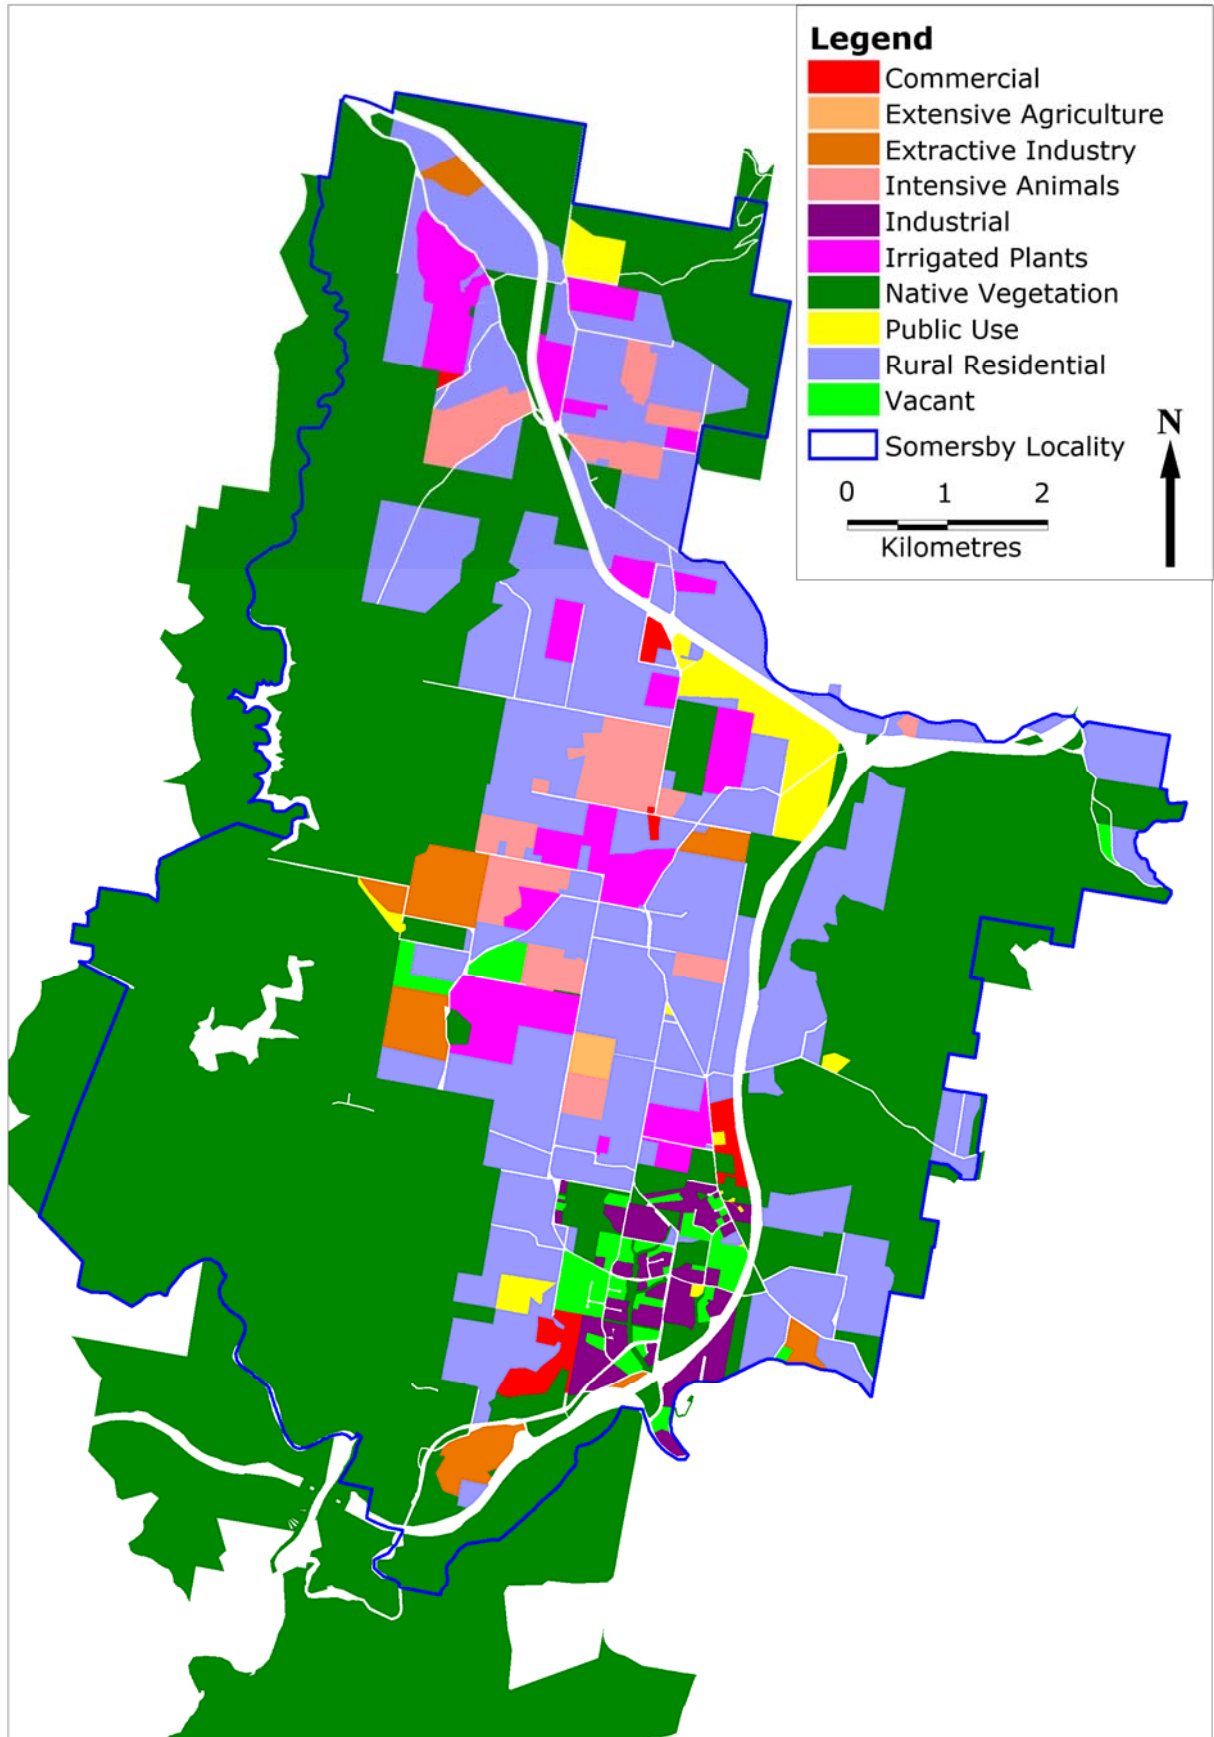 Legend
Commercial
Extensive Agriculture
Extractive Industry
Intensive Animals
Industrial
Irrigated Plants
Native Vegetation
Public Use
Rural Residential
Vacant
Somersby Locality
N
0 1 2
Kilometres